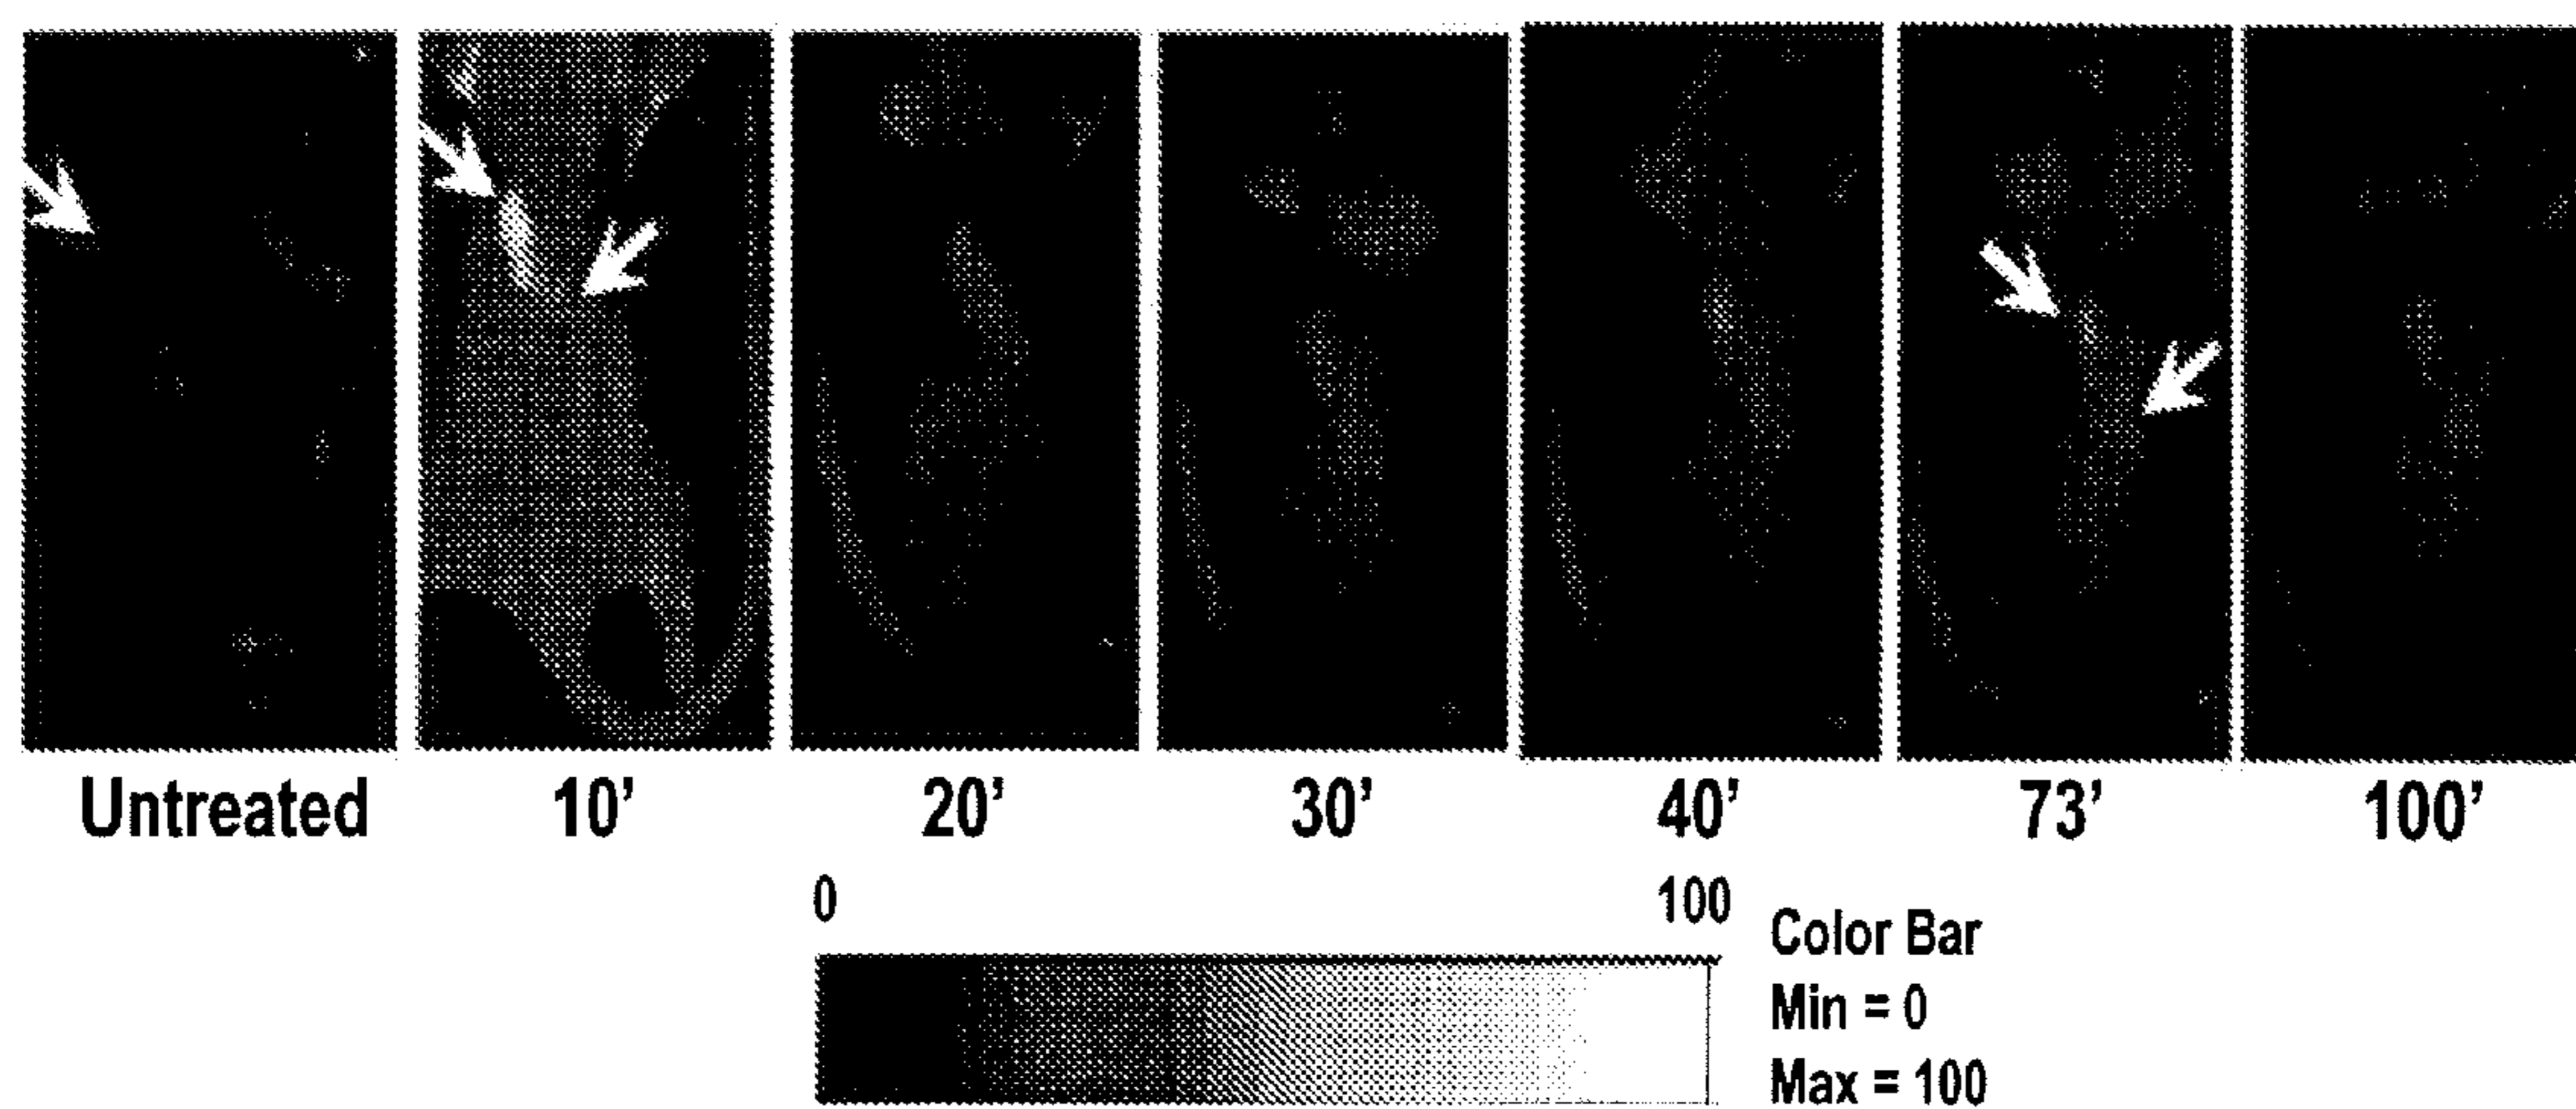 Untreated 10’ 20’ 30’ 40’ 73’ 100’
0 100
Color Bar
Min = 0
Max = 100